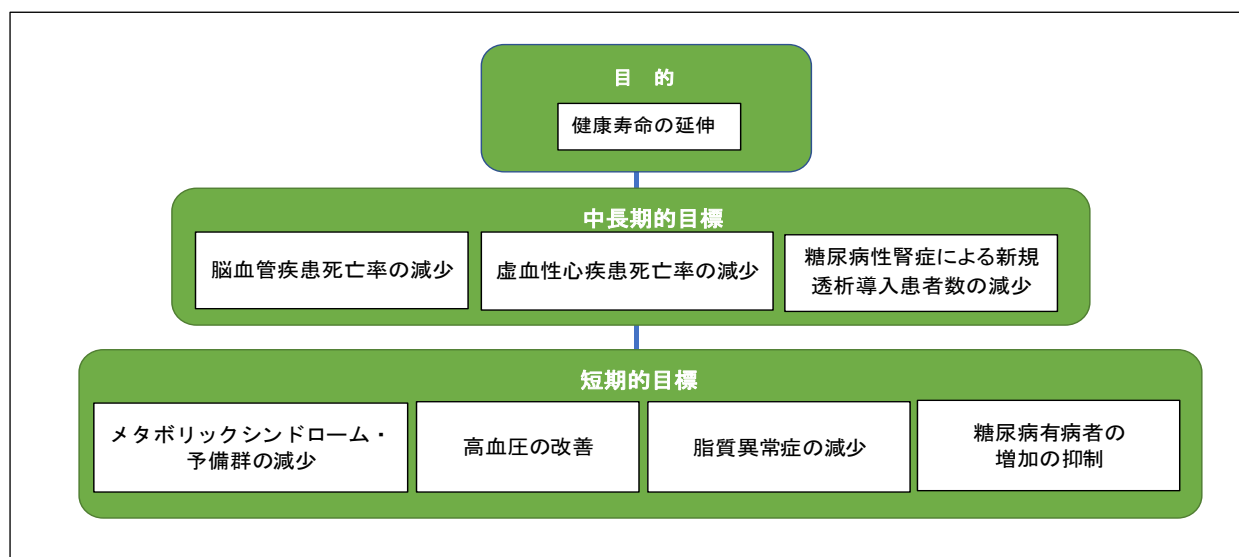 目 的
健康寿命の延伸
中長期的目標
脳血管疾患死亡率の減少
虚血性心疾患死亡率の減少
糖尿病性腎症による新規
透析導入患者数の減少
短期的目標
メタボリックシンドローム・
予備群の減少
高血圧の改善
脂質異常症の減少
糖尿病有病者の
増加の抑制